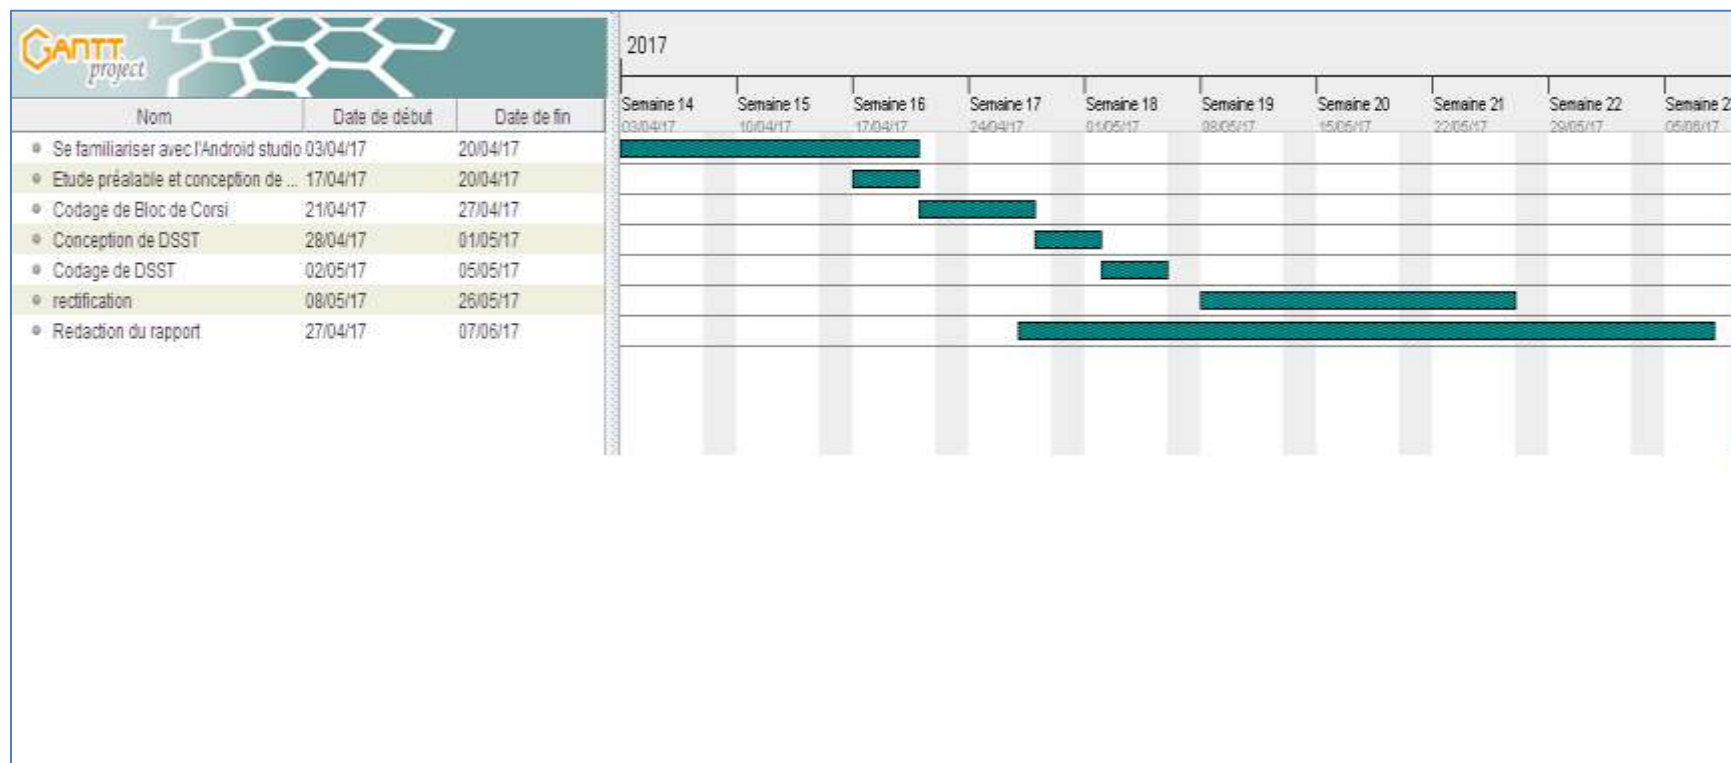 GANTT
project
2017
Semaine 14 Semaine 15 Semaine 16 Semaine 17 Semaine 18 Semaine 19 Semaine 20 Semaine 21 Semaine 22 Semaine 2
03/04/17 10/04/17 17/04/17 24/04/17 01/05/17 08/05/17 15/05/17 22/05/17 29/05/17 05/06/17
Nom Date de début Date de fin
Se familiariser avec l'Android studio 03/04/17 20/04/17
Etude préalable et conception de ... 17/04/17 20/04/17
Codage de Bloc de Corsi 21/04/17 27/04/17
Conception de DSST 28/04/17 01/05/17
Codage de DSST 02/05/17 05/05/17
rectification 08/05/17 26/05/17
Redaction du rapport 27/04/17 07/06/17